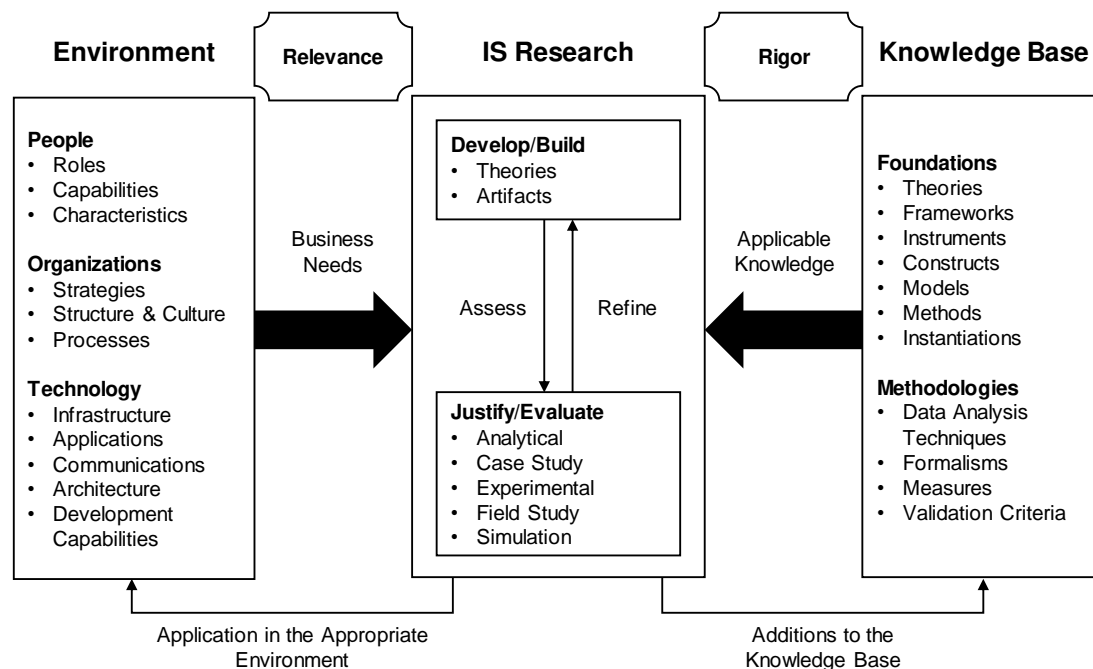 Environment
Relevance
IS Research
Rigor
Knowledge Base
People
• Roles
• Capabilities
• Characteristics
Organizations
• Strategies
• Structure & Culture
• Processes
Technology
• Infrastructure
• Applications
• Communications
• Architecture
• Development
Capabilities
Business
Needs
Develop/Build
• Theories
• Artifacts
Assess
Refine
Justify/Evaluate
• Analytical
• Case Study
• Experimental
• Field Study
• Simulation
Applicable
Knowledge
Foundations
• Theories
• Frameworks
• Instruments
• Constructs
• Models
• Methods
• Instantiations
Methodologies
• Data Analysis
Techniques
• Formalisms
• Measures
• Validation Criteria
Application in the Appropriate
Environment
Additions to the
Knowledge Base